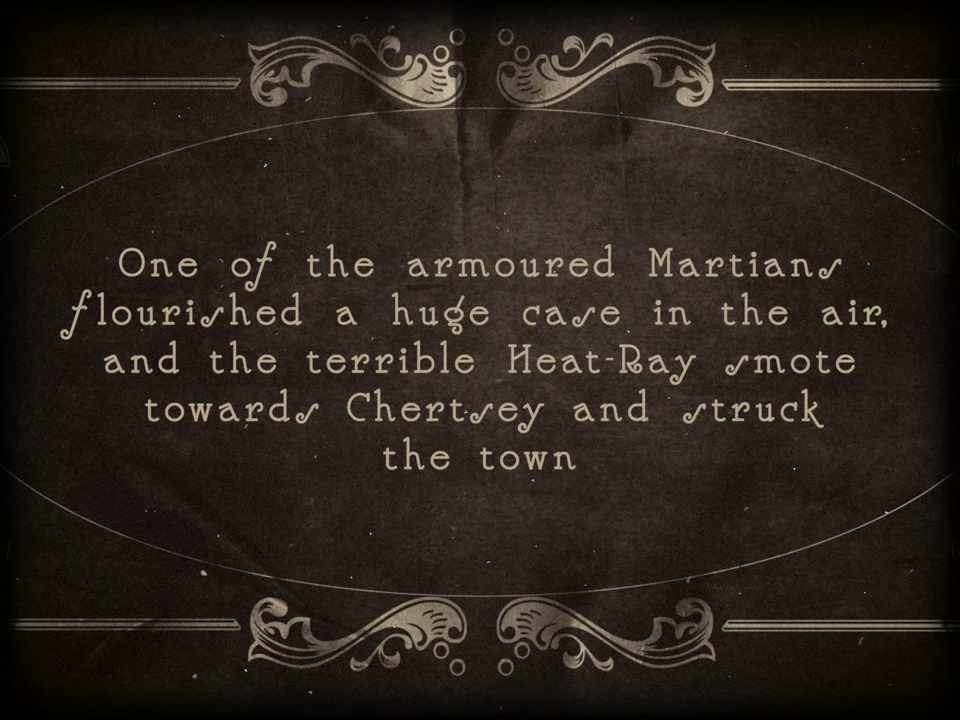 One of the armoured Martians
flourished a huge case in the air,
and the terrible Heat-Ray smote
towards Chertsey and struck
the town